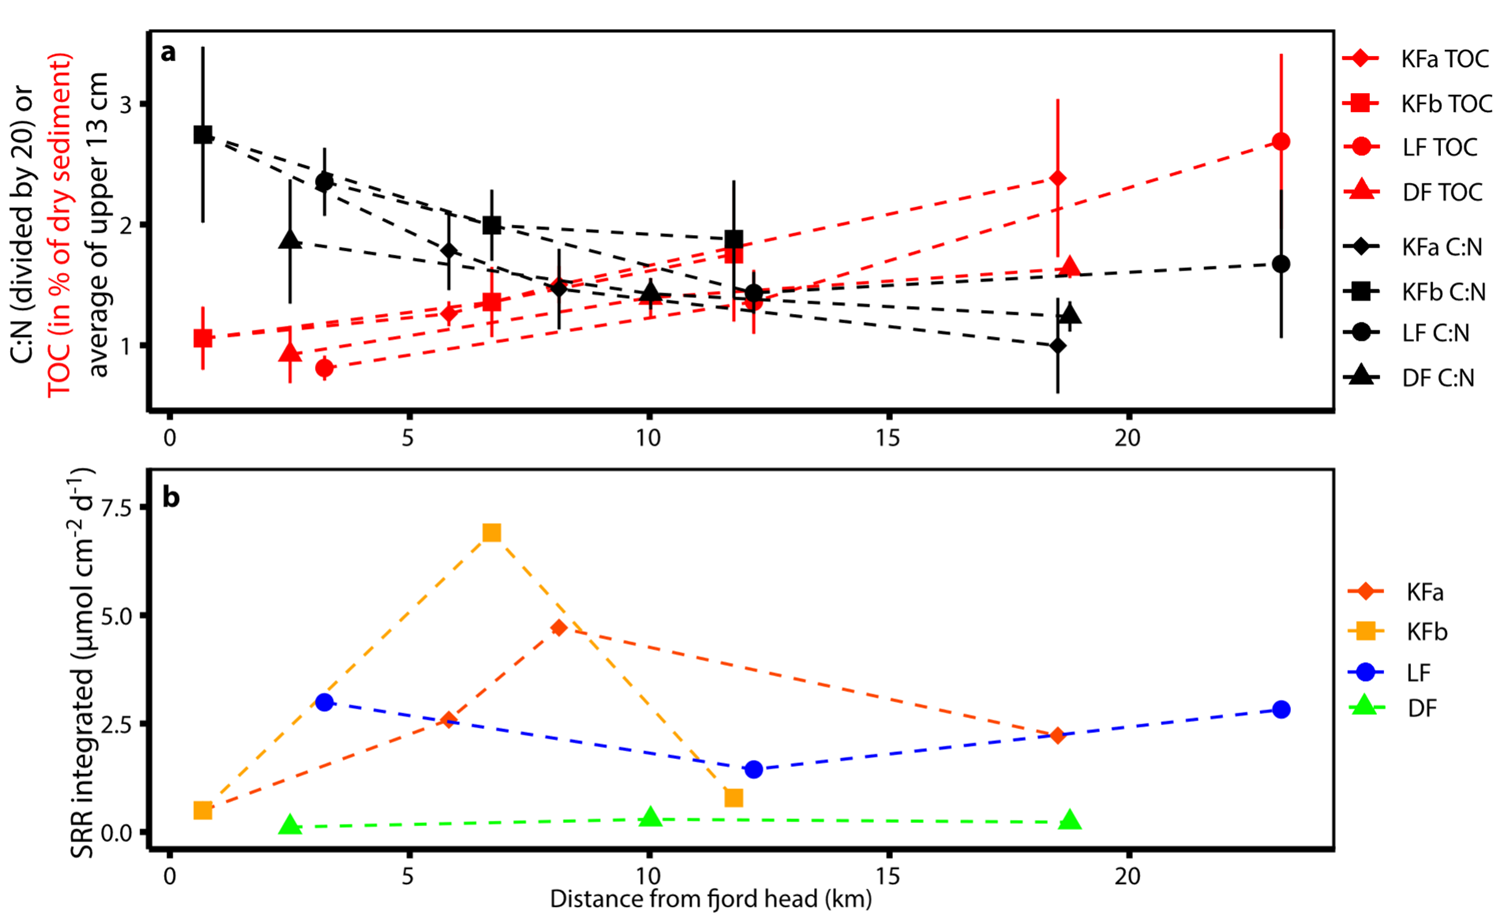 a
C:N (divided by 20) or
TOC (in % of dry sediment)
average of upper 13 cm
3
2
1
0
5
10
15
20
KFa TOC
KFb TOC
LF TOC
DF TOC
KFa C:N
KFb C:N
LF C:N
DF C:N
b
SRR integrated (µmol cm⁻² d⁻¹)
7.5
5.0
2.5
0.0
0
5
10
15
20
Distance from fjord head (km)
KFa
KFb
LF
DF